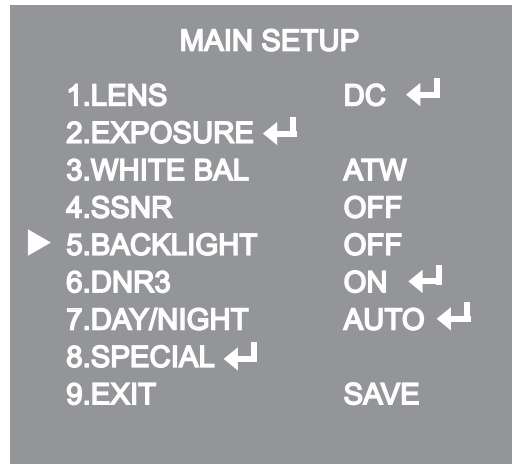 MAIN SETUP
1.LENS DC ↵
2.EXPOSURE ↵
3.WHITE BAL ATW
4.SSNR OFF
▶ 5.BACKLIGHT OFF
6.DNR3 ON ↵
7.DAY/NIGHT AUTO ↵
8.SPECIAL ↵
9.EXIT SAVE